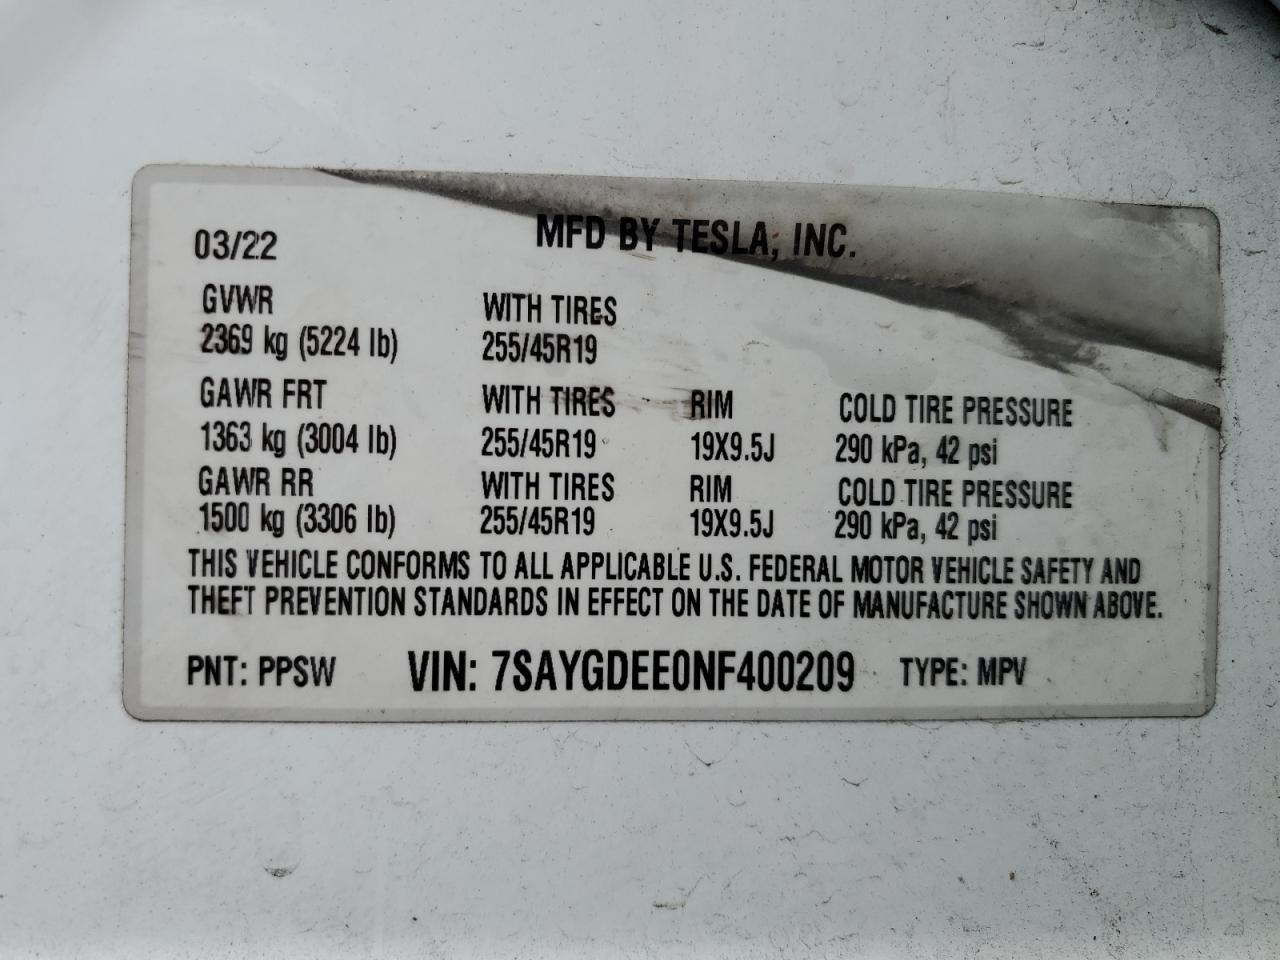 03/22 MFD BY TESLA, INC.
GVWR WITH TIRES
2369 kg (5224 lb) 255/45R19
GAWR FRT WITH TIRES RIM COLD TIRE PRESSURE
1363 kg (3004 lb) 255/45R19 19X9.5J 290 kPa, 42 psi
GAWR RR WITH TIRES RIM COLD TIRE PRESSURE
1500 kg (3306 lb) 255/45R19 19X9.5J 290 kPa, 42 psi
THIS VEHICLE CONFORMS TO ALL APPLICABLE U.S. FEDERAL MOTOR VEHICLE SAFETY AND
THEFT PREVENTION STANDARDS IN EFFECT ON THE DATE OF MANUFACTURE SHOWN ABOVE.
PNT: PPSW VIN: 7SAYGDEE0NF400209 TYPE: MPV